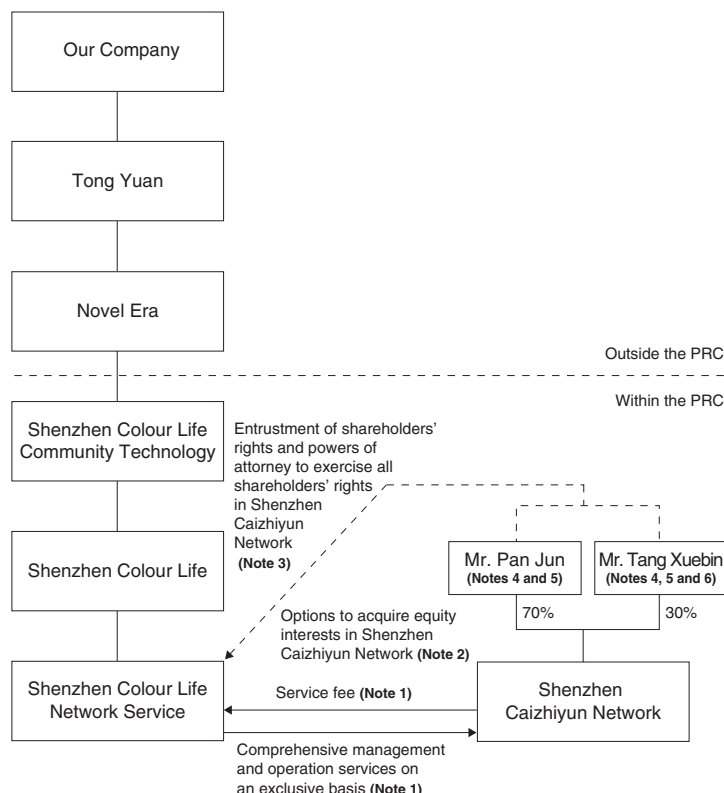 Our Company
Tong Yuan
Novel Era
Outside the PRC
Within the PRC
Shenzhen Colour Life
Community Technology
Entrustment of shareholders'
rights and powers of
attorney to exercise all
shareholders' rights
in Shenzhen
Caizhiyun
Network
(Note 3)
Shenzhen Colour Life
Mr. Pan Jun
(Notes 4 and 5)
Mr. Tang Xuebin
(Notes 4, 5 and 6)
70%
30%
Options to acquire equity
interests in Shenzhen
Caizhiyun Network (Note 2)
Shenzhen Colour Life
Network Service
Service fee (Note 1)
Shenzhen
Caizhiyun Network
Comprehensive management
and operation services on
an exclusive basis (Note 1)